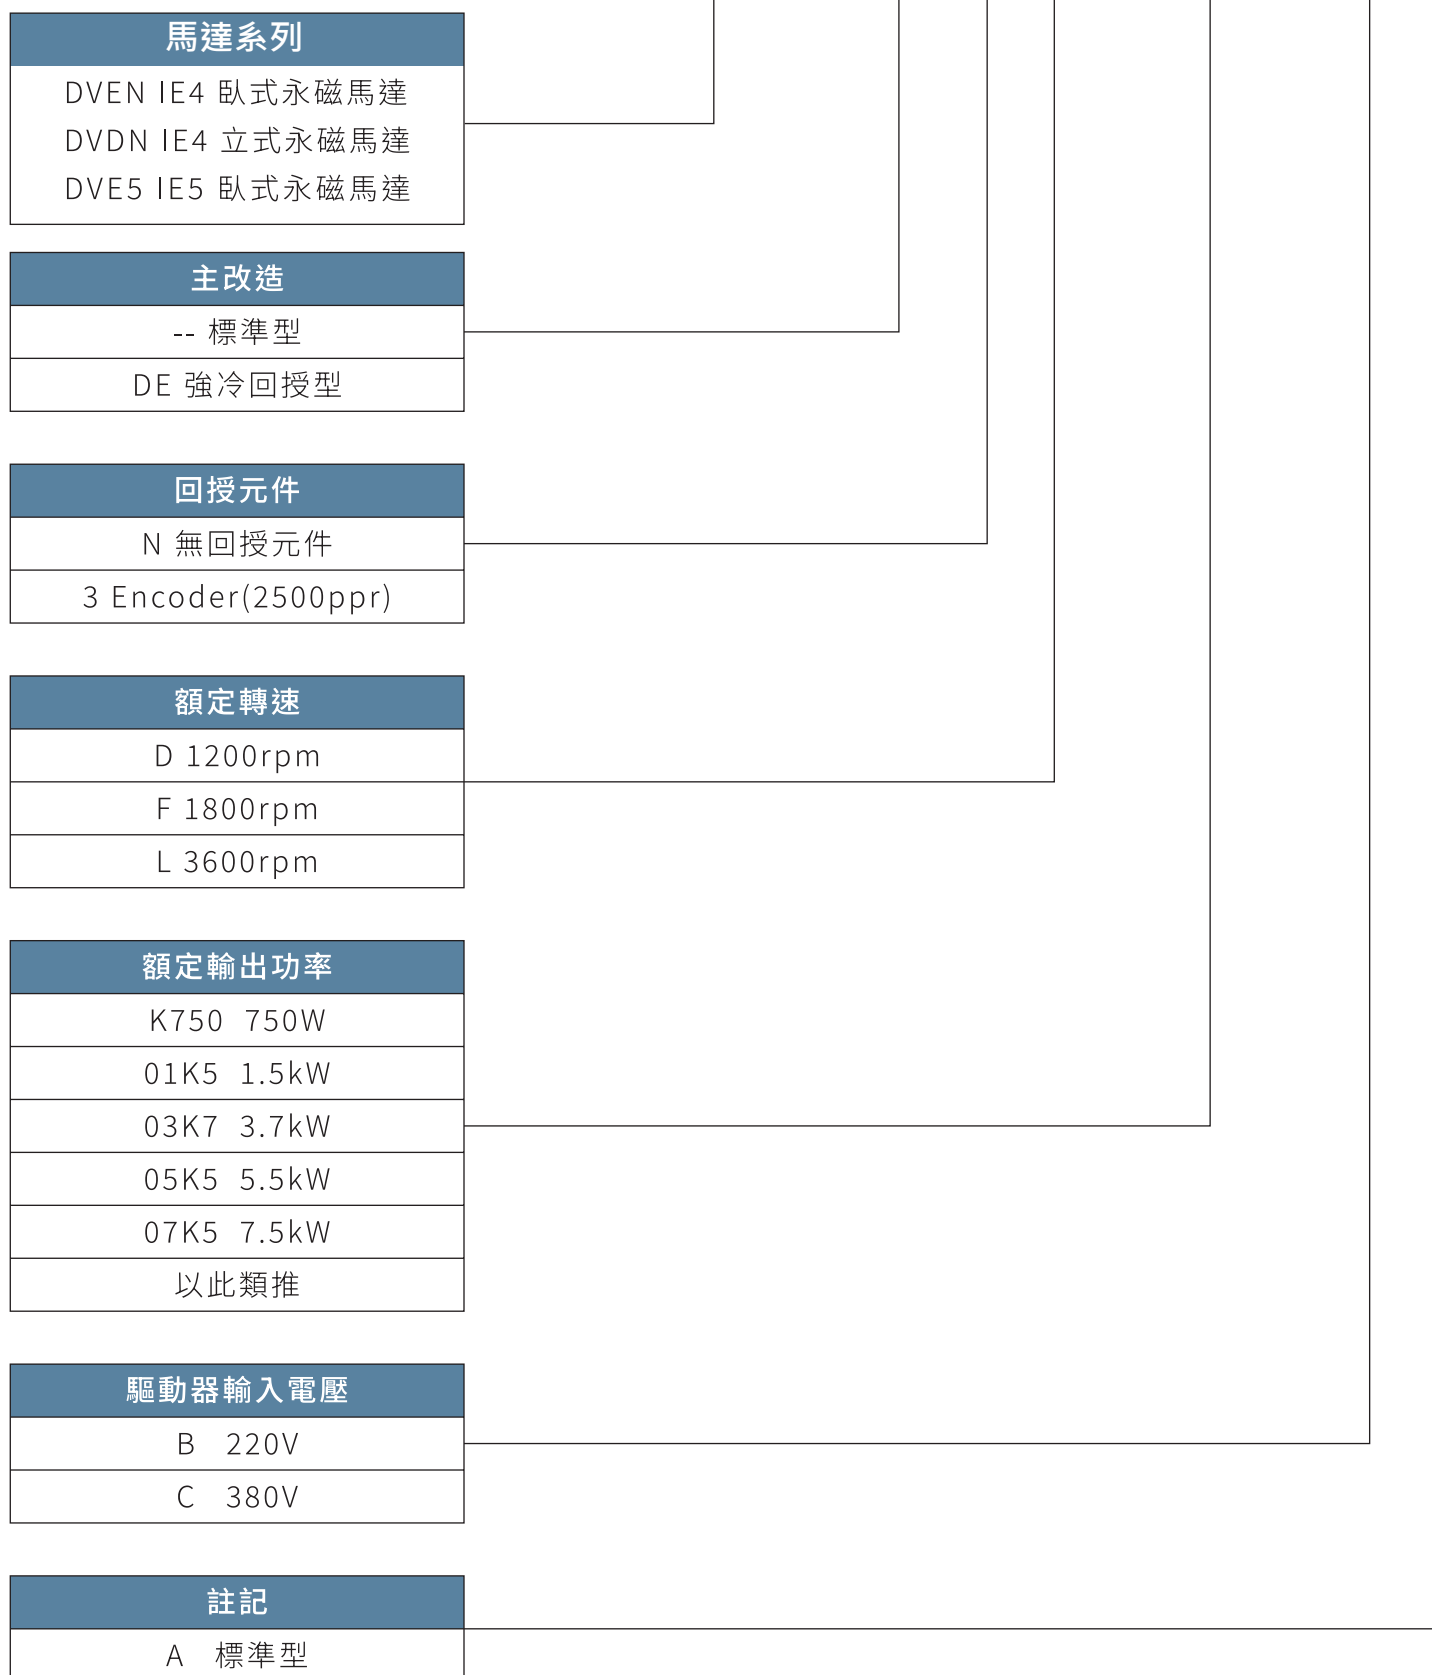 馬達系列
DVEN IE4 臥式永磁馬達
DVDN IE4 立式永磁馬達
DVE5 IE5 臥式永磁馬達
主改造
-- 標準型
DE 強冷回授型
回授元件
N 無回授元件
3 Encoder(2500ppr)
額定轉速
D 1200rpm
F 1800rpm
L 3600rpm
額定輸出功率
K750 750W
01K5 1.5kW
03K7 3.7kW
05K5 5.5kW
07K5 7.5kW
以此類推
驅動器輸入電壓
B 220V
C 380V
註記
A 標準型